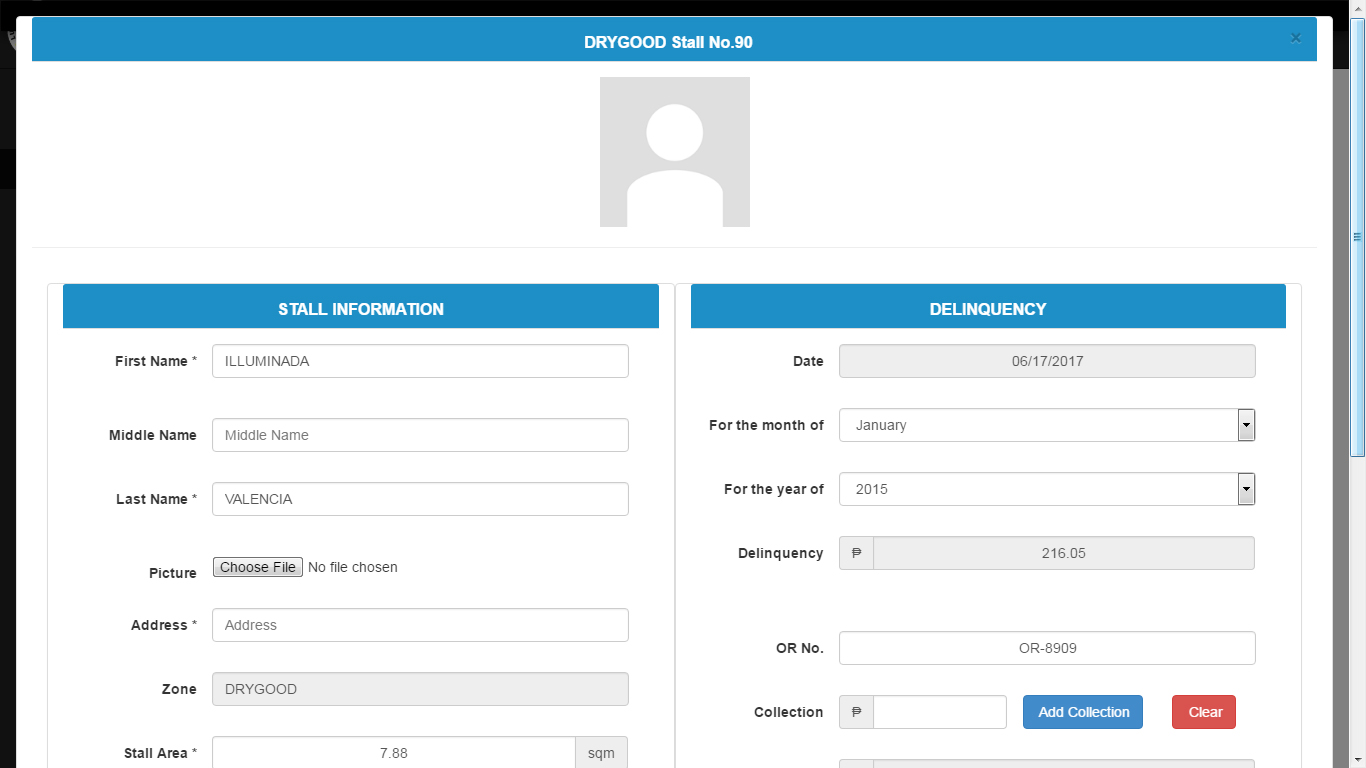 DRYGOOD Stall No.90 ×
STALL INFORMATION
First Name * ILLUMINADA
Middle Name Middle Name
Last Name * VALENCIA
Picture Choose File No file chosen
Address * Address
Zone DRYGOOD
Stall Area * 7.88 sqm
DELINQUENCY
Date 06/17/2017
For the month of January
For the year of 2015
Delinquency ₱ 216.05
OR No. OR-8909
Collection ₱ Add Collection Clear